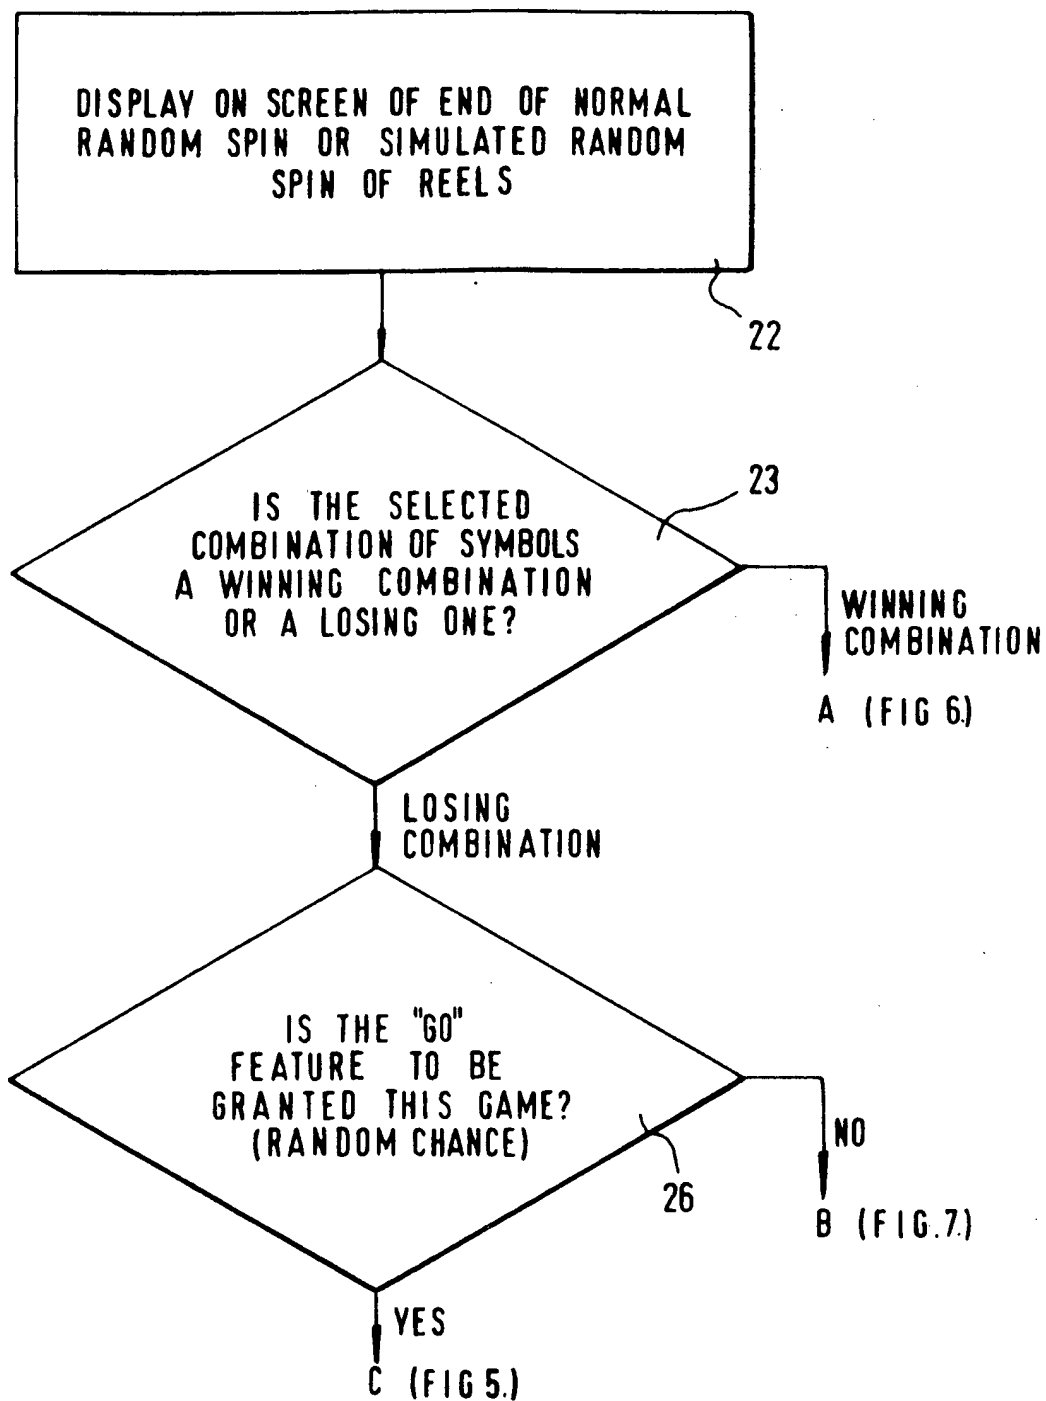 DISPLAY ON SCREEN OF END OF NORMAL
RANDOM SPIN OR SIMULATED RANDOM
SPIN OF REELS
22
23
IS THE SELECTED
COMBINATION OF SYMBOLS
A WINNING COMBINATION
OR A LOSING ONE?
WINNING
COMBINATION
A (FIG 6.)
LOSING
COMBINATION
IS THE "GO"
FEATURE TO BE
GRANTED THIS GAME?
(RANDOM CHANCE)
26
NO
B (FIG.7.)
YES
C (FIG 5.)